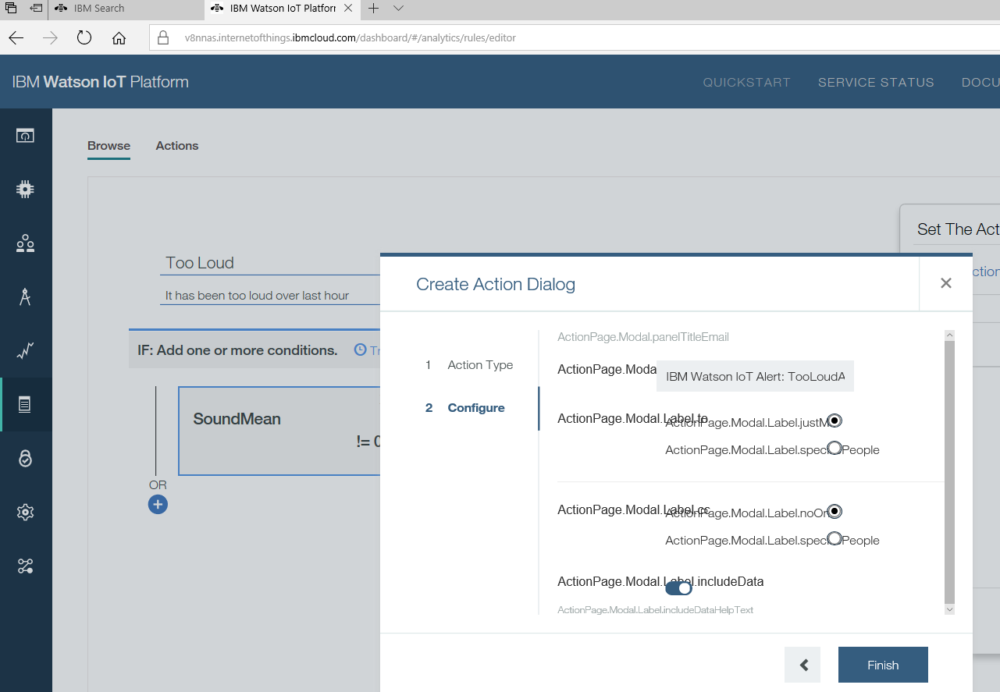 IBM Search
IBM Watson IoT Platfor
v8nnas.internetofthings.ibmcloud.com/dashboard/#/analytics/rules/editor
IBM Watson IoT Platform
QUICKSTART
SERVICE STATUS
DOCU
Browse
Actions
Set The Act
ction
Too Loud
It has been too loud over last hour
IF: Add one or more conditions.
Tr
SoundMean
!= 0
OR
Create Action Dialog
1 Action Type
2 Configure
ActionPage.Modal.panelTitleEmail
ActionPage.Moda
IBM Watson IoT Alert: TooLoudA
ActionPage.Modal.Label.to
ActionPage.Modal.Label.justM
ActionPage.Modal.Label.speci People
ActionPage.Modal.Label.cc
ActionPage.Modal.Label.noOn
ActionPage.Modal.Label.speci People
ActionPage.Modal.Label.includeData
ActionPage.Modal.Label.includeDataHelpText
Finish